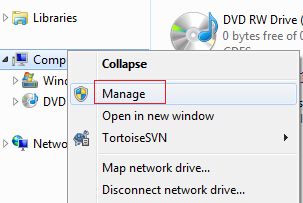 Libraries
DVD RW Drive (
0 bytes free of
Comp
Collapse
Wind
Manage
DVD
Open in new window
TortoiseSVN
Netwo
Map network drive...
Disconnect network drive...